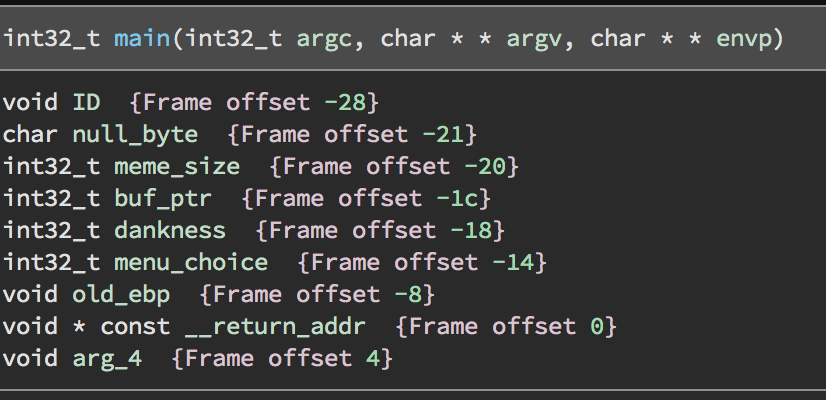 int32_t main(int32_t argc, char * * argv, char * * envp)
void ID {Frame offset -28}
char null_byte {Frame offset -21}
int32_t meme_size {Frame offset -20}
int32_t buf_ptr {Frame offset -1c}
int32_t dankness {Frame offset -18}
int32_t menu_choice {Frame offset -14}
void old_ebp {Frame offset -8}
void * const __return_addr {Frame offset 0}
void arg_4 {Frame offset 4}